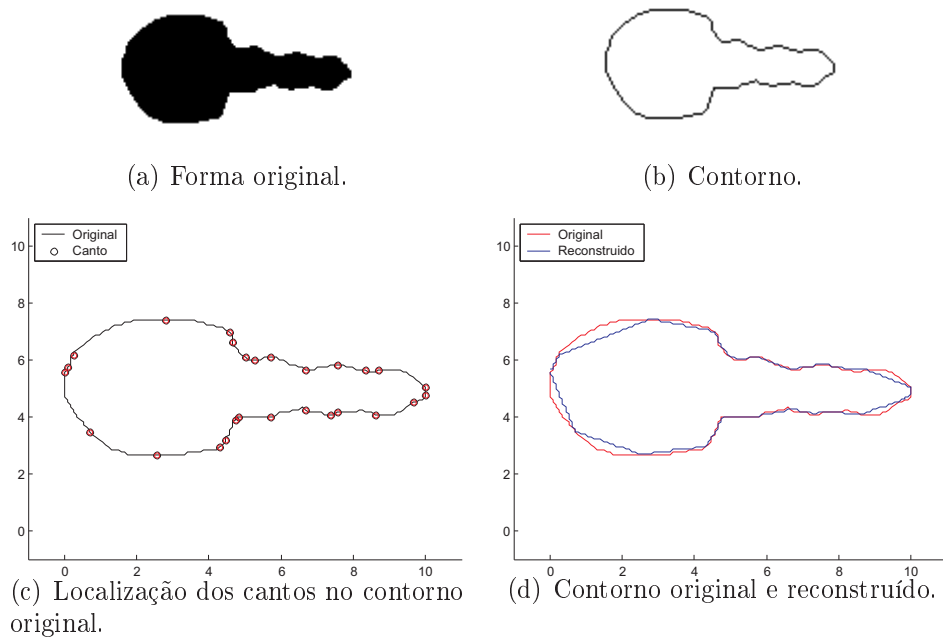 (a) Forma original.
(b) Contorno.
Original
Canto
10
8
6
4
2
0
0 2 4 6 8 10
(c) Localização dos cantos no contorno
original.
Original
Reconstruido
10
8
6
4
2
0
0 2 4 6 8 10
(d) Contorno original e reconstruído.